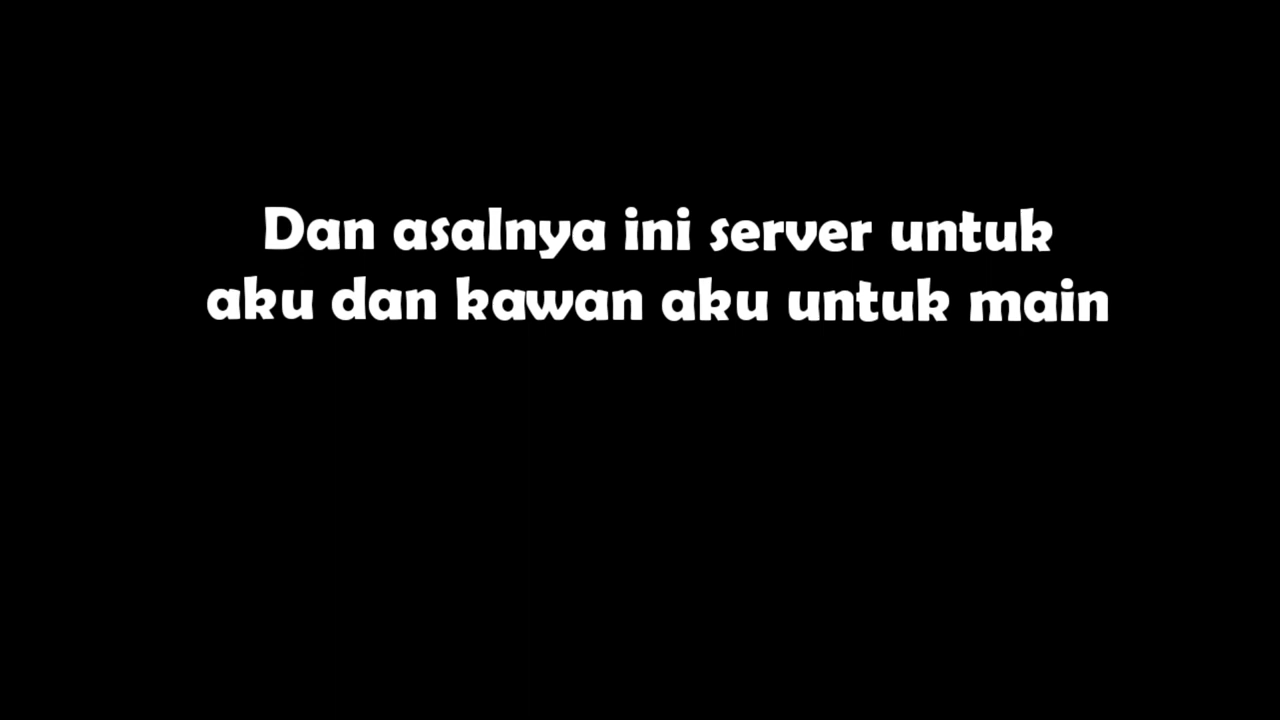 Dan asalnya ini server untuk
aku dan kawan aku untuk main